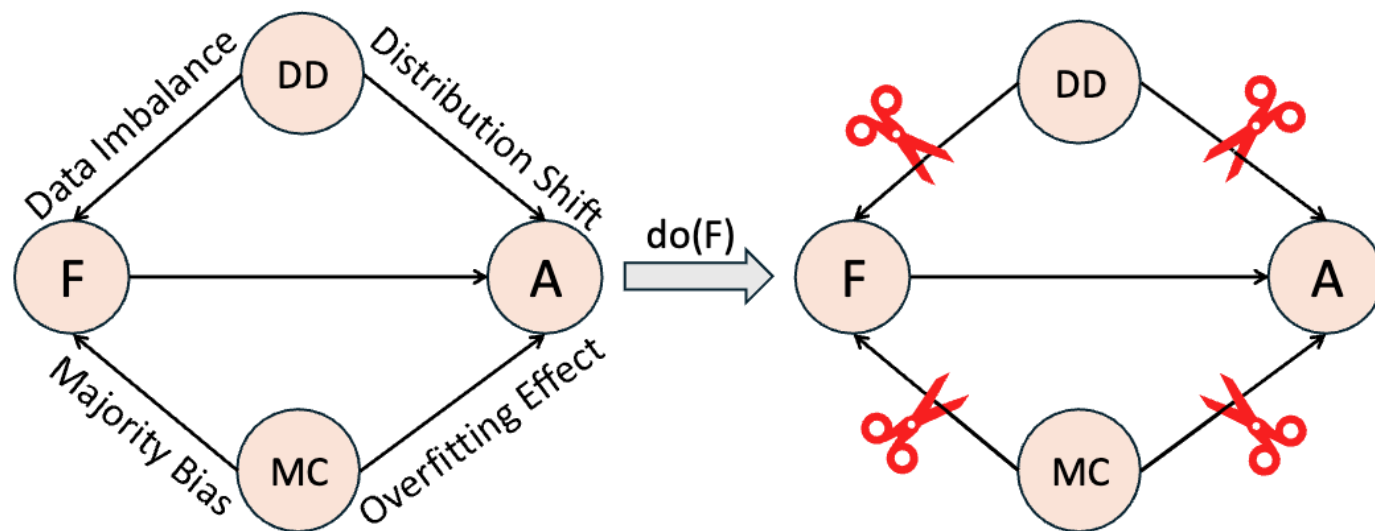 DD
Data Imbalance
Distribution Shift
F
A
Majority Bias
Overfitting Effect
MC
do(F)
DD
F
A
MC